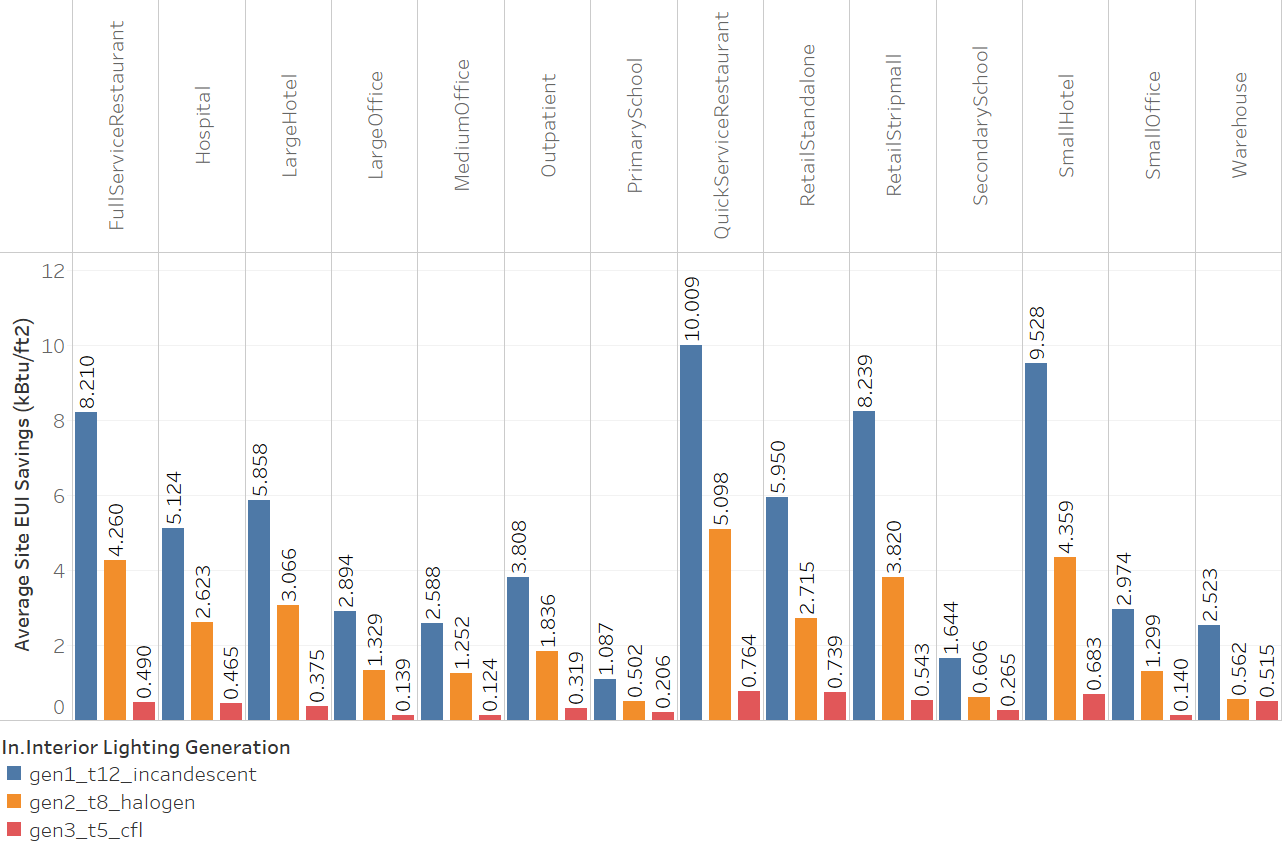 FullServiceRestaurant
Hospital
LargeHotel
LargeOffice
MediumOffice
Outpatient
PrimarySchool
QuickServiceRestaurant
RetailStandalone
RetailStripmall
SecondarySchool
SmallHotel
SmallOffice
Warehouse
Average Site EUI Savings (kBtu/ft2)
12
10
8
6
4
2
0
8.210
4.260
0.490
5.124
2.623
0.465
5.858
3.066
0.375
2.894
1.329
0.139
2.588
1.252
0.124
3.808
1.836
0.319
1.087
0.502
0.206
10.009
5.098
0.764
5.950
2.715
0.739
8.239
3.820
0.543
1.644
0.606
0.265
9.528
4.359
0.683
2.974
1.299
0.140
2.523
0.562
0.515
In.Interior Lighting Generation
gen1_t12_incandescent
gen2_t8_halogen
gen3_t5_cfl